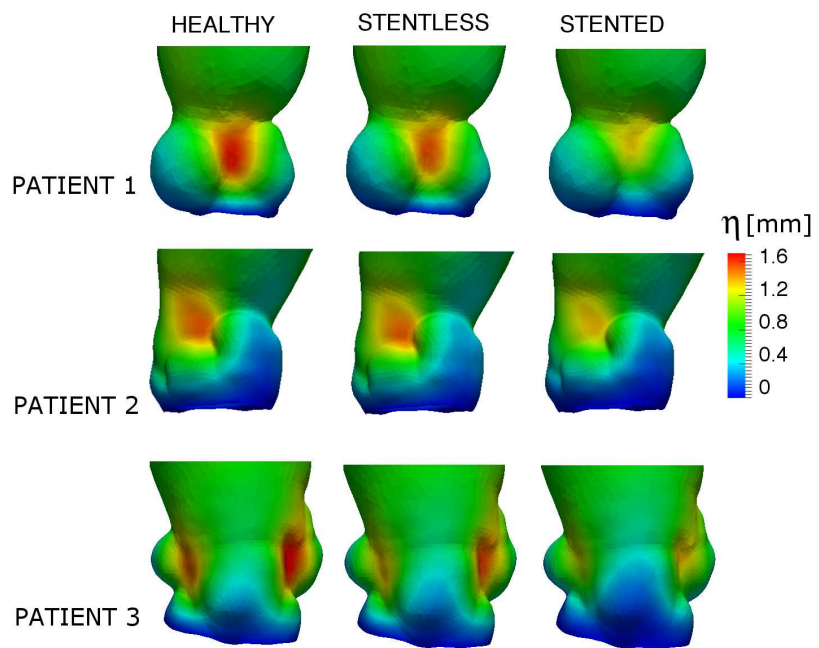 HEALTHY STENTLESS STENTED
PATIENT 1
η [mm]
1.6
1.2
0.8
0.4
0
PATIENT 2
PATIENT 3